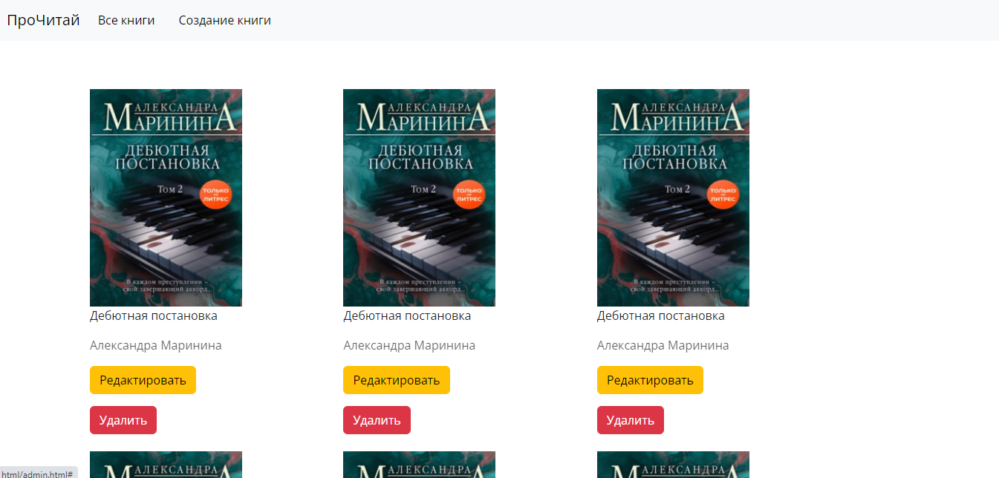 ПроЧитай Все книги Создание книги
АЛЕКСАНДРА
МАРИНИНА
ДЕБЮТНАЯ
ПОСТАНОВКА
Том 2
ТОЛЬКО
НА
ЛИТРЕС
В каждом преступлении –
свой завершающий аккорд...
Дебютная постановка
Александра Маринина
Редактировать
Удалить
АЛЕКСАНДРА
МАРИНИНА
ДЕБЮТНАЯ
ПОСТАНОВКА
Том 2
ТОЛЬКО
НА
ЛИТРЕС
В каждом преступлении –
свой завершающий аккорд...
Дебютная постановка
Александра Маринина
Редактировать
Удалить
АЛЕКСАНДРА
МАРИНИНА
ДЕБЮТНАЯ
ПОСТАНОВКА
Том 2
ТОЛЬКО
НА
ЛИТРЕС
В каждом преступлении –
свой завершающий аккорд...
Дебютная постановка
Александра Маринина
Редактировать
Удалить
АЛЕКСАНДРА
АЛЕКСАНДРА
АЛЕКСАНДРА
html/admin.html#